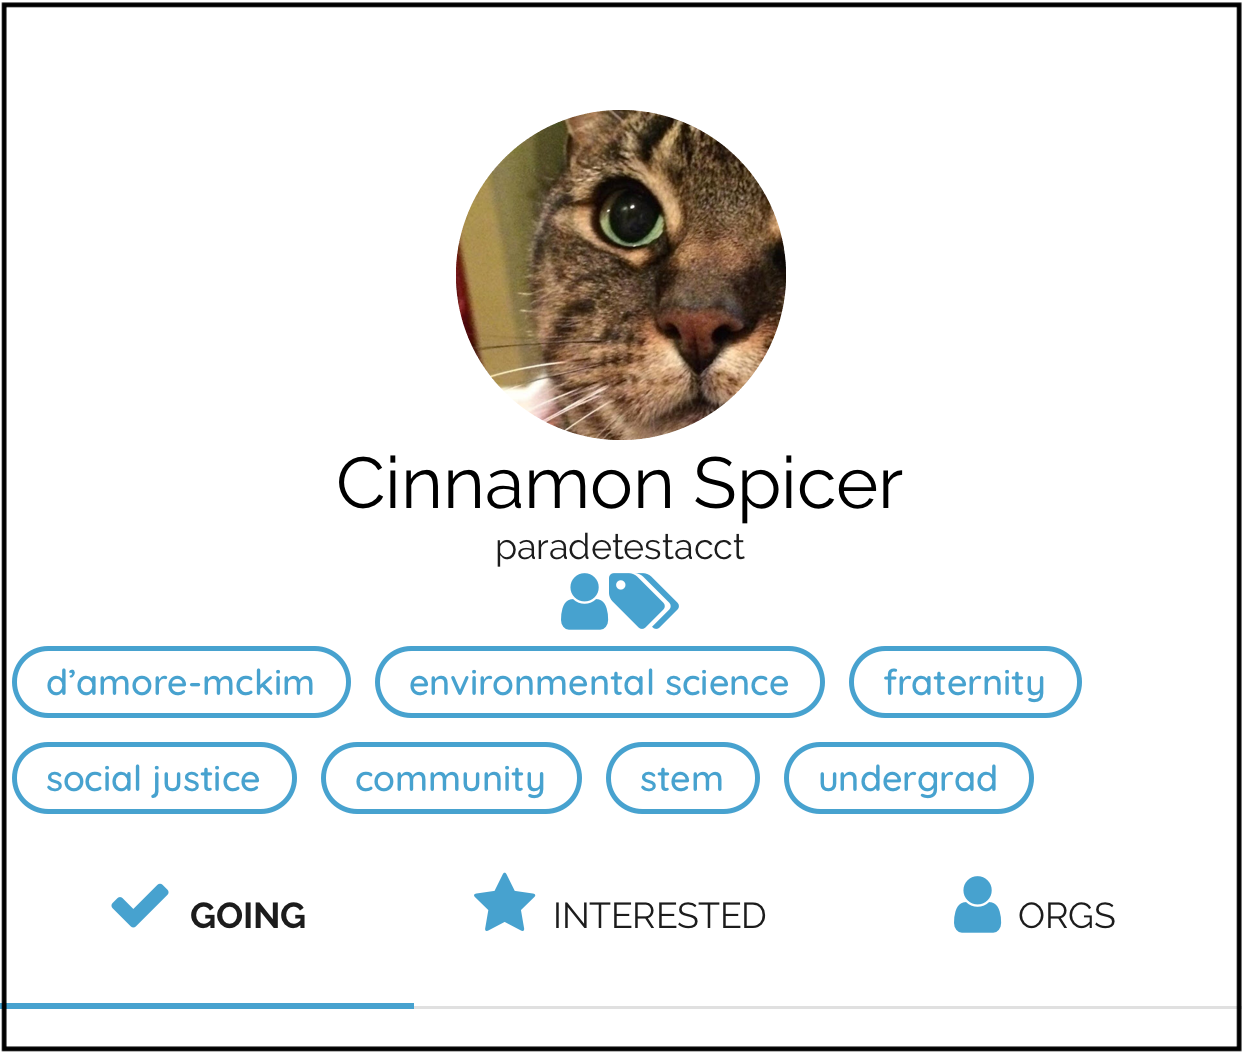 Cinnamon Spicer
paradetestacct
d’amore-mckim environmental science fraternity
social justice community stem undergrad
GOING INTERESTED ORGS